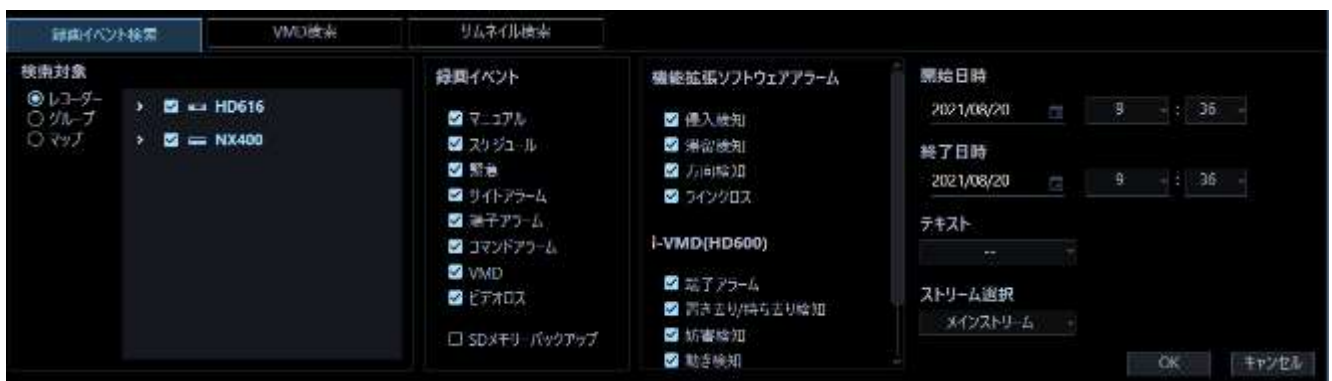 録画イベント検索
VMD検索
サムネイル検索
検索対象
レコーダー
グループ
マップ
HD616
NX400
録画イベント
マニュアル
スケジュール
緊急
サイトアラーム
端子アラーム
コマンドアラーム
VMD
ビデオロス
SDメモリーバックアップ
機能拡張ソフトウェアアラーム
侵入検知
滞留検知
方向検知
ラインクロス
i-VMD(HD600)
端子アラーム
置き去り/持ち去り検知
妨害検知
動き検知
開始日時
2021/08/20 9 : 36
終了日時
2021/08/20 9 : 36
テキスト
--
ストリーム選択
メインストリーム
OK キャンセル